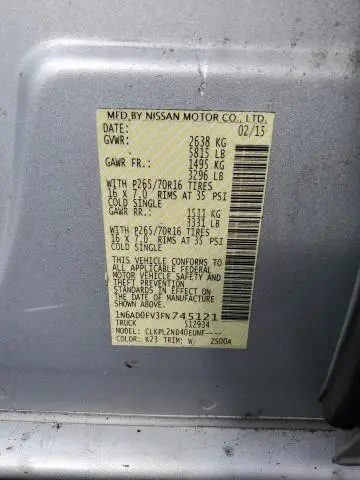 MFD BY NISSAN MOTOR CO., LTD.
DATE: 02/15
GVWR: 2638 KG
5815 LB
GAWR FR.: 1495 KG
3296 LB
WITH P265/70R16 TIRES
16 X 7.0 RIMS AT 35 PSI
COLD SINGLE
GAWR RR.: 1511 KG
3331 LB
WITH P265/70R16 TIRES
16 X 7.0 RIMS AT 35 PSI
COLD SINGLE
THIS VEHICLE CONFORMS TO
ALL APPLICABLE FEDERAL
MOTOR VEHICLE SAFETY
AND THEFT PREVENTION
STANDARDS IN EFFECT ON
THE DATE OF MANUFACTURE
SHOWN ABOVE
1N6AD0FV3FN745121
TRUCK 512934
MODEL: CLKPL2ND40EUNF----
COLOR: K23 TRIM: W 2S00A